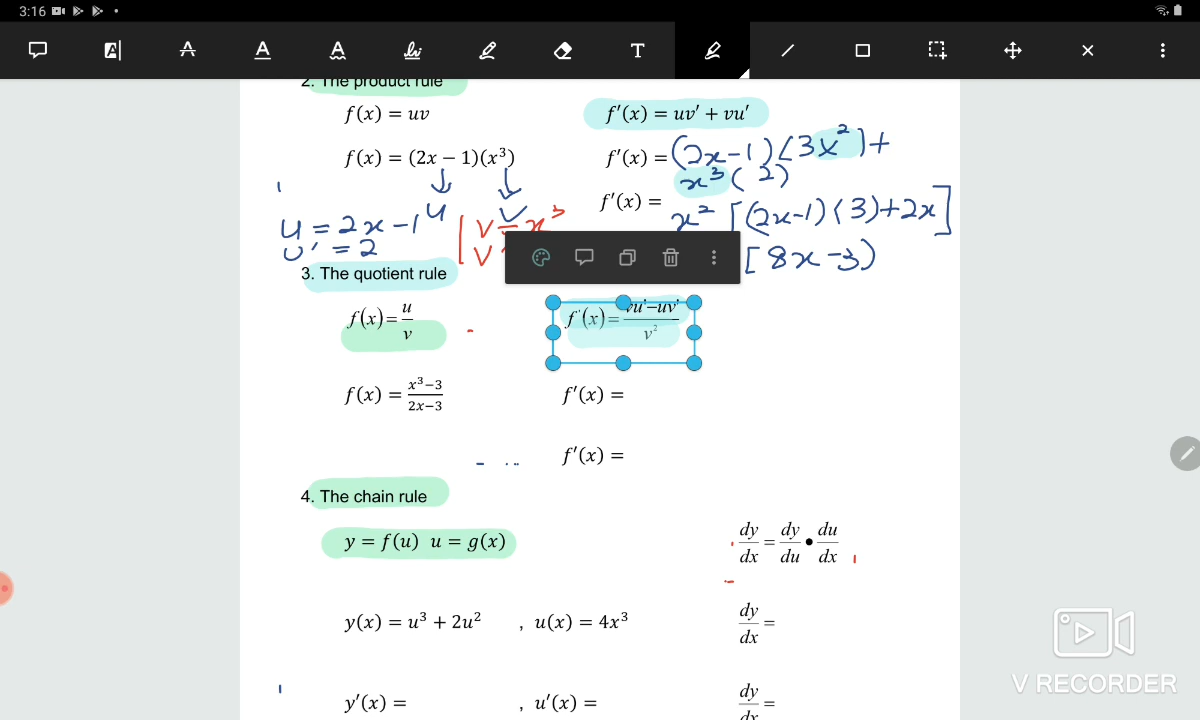 3:16
2. The product rule
f(x) = uv
f'(x) = uv' + vu'
f(x) = (2x − 1)(x³)
f'(x) = (2x-1)(3x²)+
x³(2)
u
v
f'(x) =
x² [(2x-1)(3)+2x]
u = 2x-1
v = x³
u' = 2
v'
[8x-3)
3. The quotient rule
f(x)=u/v
f'(x)=vu'−uv'/v²
f(x) = x³−3/2x−3
f'(x) =
f'(x) =
4. The chain rule
y = f(u) u = g(x)
dy/dx = dy/du • du/dx
y(x) = u³ + 2u² , u(x) = 4x³
dy/dx =
y'(x) = , u'(x) =
dy/dx =
V RECORDER